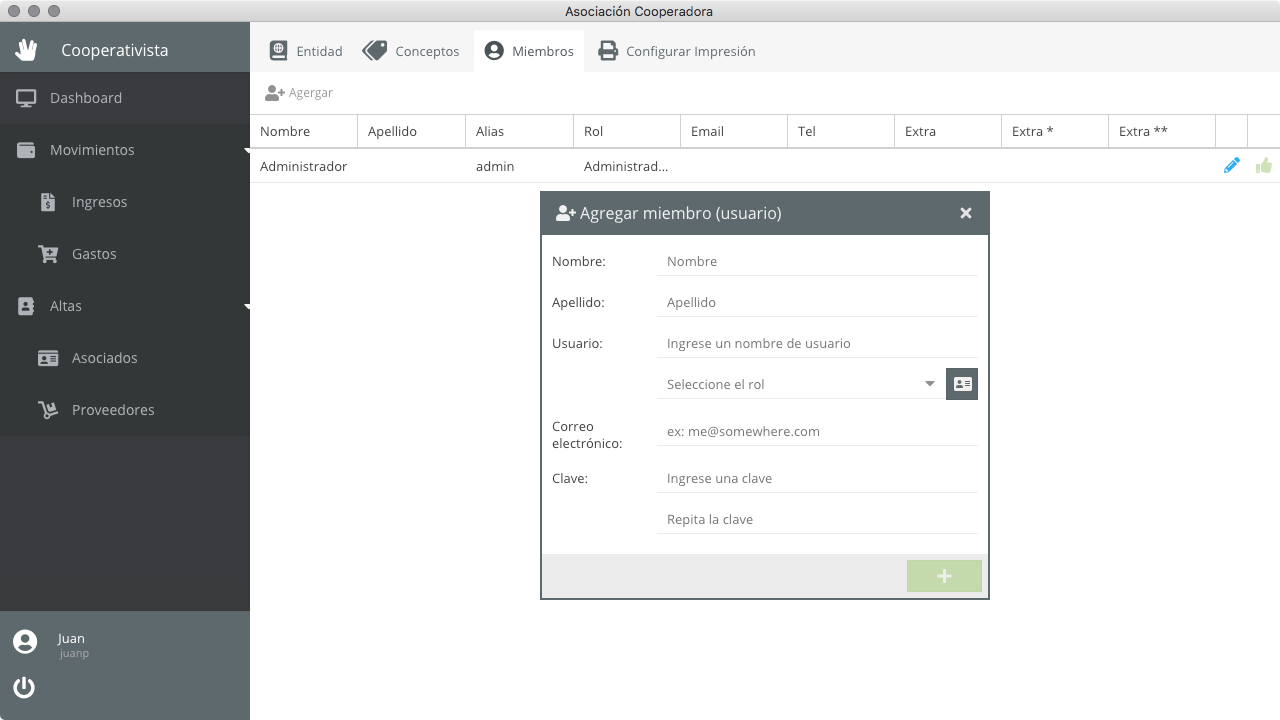 Asociación Cooperadora
Cooperativista
Entidad Conceptos Miembros Configurar Impresión
Dashboard
Agergar
Nombre Apellido Alias Rol Email Tel Extra Extra * Extra **
Movimientos
Administrador admin Administrad...
Ingresos
Gastos
Altas
Asociados
Proveedores
Agregar miembro (usuario)
Nombre: Nombre
Apellido: Apellido
Usuario: Ingrese un nombre de usuario
Seleccione el rol
Correo
electrónico: ex: me@somewhere.com
Clave: Ingrese una clave
Repita la clave
Juan
juanp